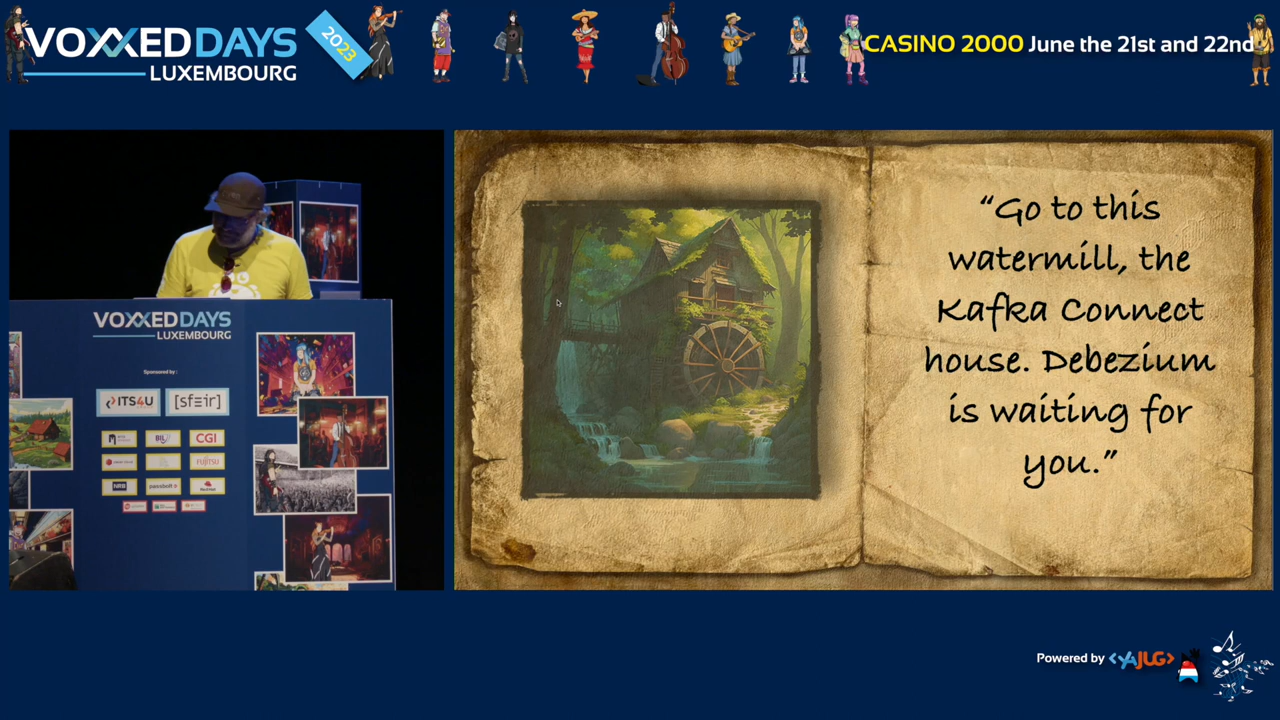 VOXXEDDAYS
LUXEMBOURG
2023
CASINO 2000 June the 21st and 22nd
VOXXEDDAYS
LUXEMBOURG
Sponsored by :
ITS4U
[sfeir]
BIL
CGI
FUJITSU
NRB
passbolt
“Go to this
watermill, the
Kafka Connect
house. Debezium
is waiting for
you.”
Powered by <YAJUG>